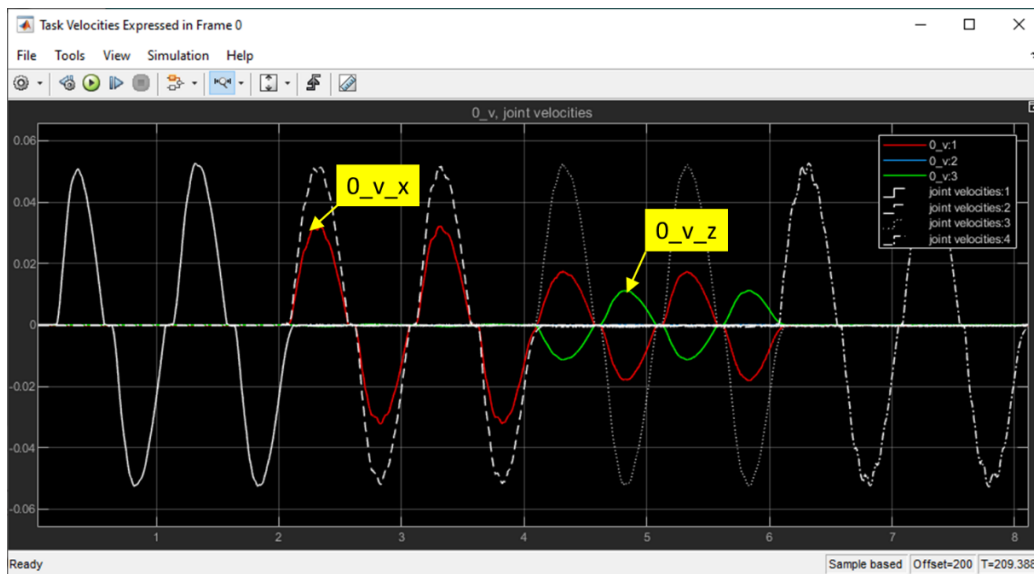 Task Velocities Expressed in Frame 0
File Tools View Simulation Help
0_v, joint velocities
0.06
0.04
0.02
0
-0.02
-0.04
-0.06
0_v_x
0_v_z
0_v:1
0_v:2
0_v:3
joint velocities:1
joint velocities:2
joint velocities:3
joint velocities:4
1 2 3 4 5 6 7 8
Ready Sample based Offset=200 T=209.388